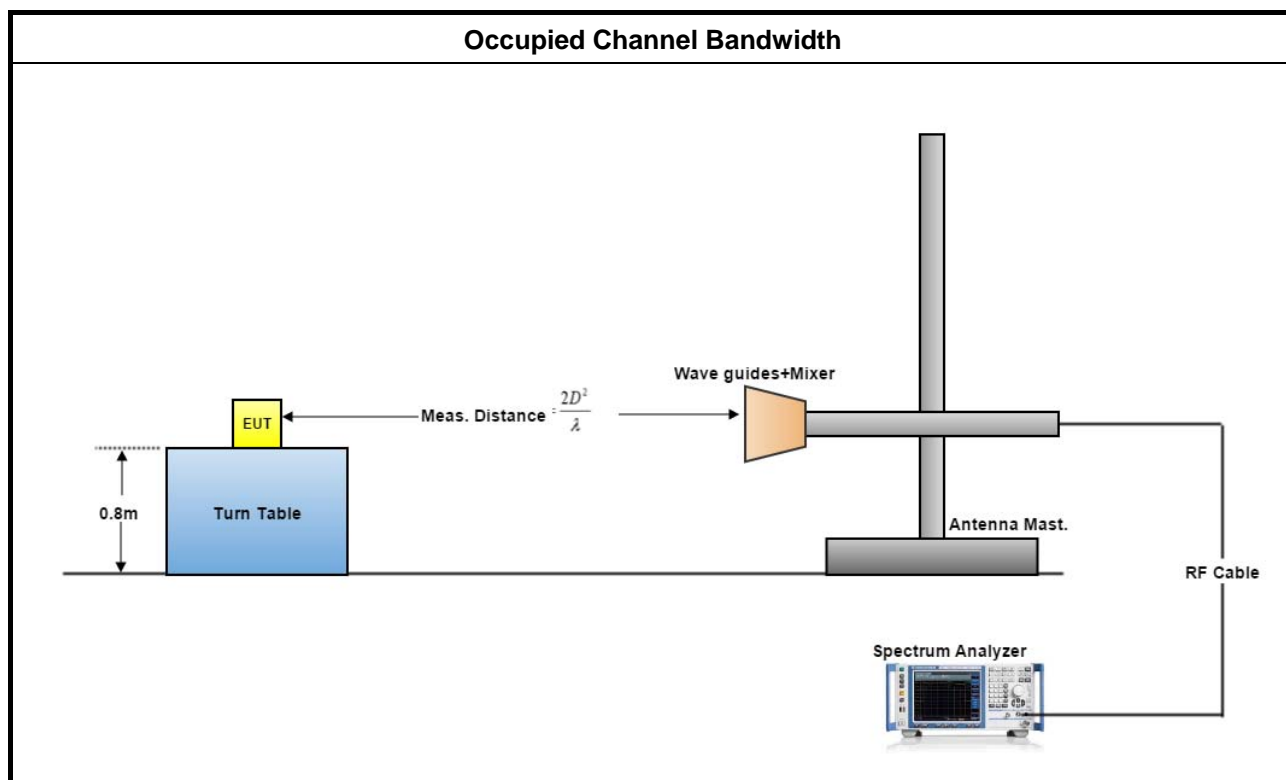 Occupied Channel Bandwidth
Wave guides+Mixer
EUT
Meas. Distance = 2D²/λ
0.8m
Turn Table
Antenna Mast.
RF Cable
Spectrum Analyzer